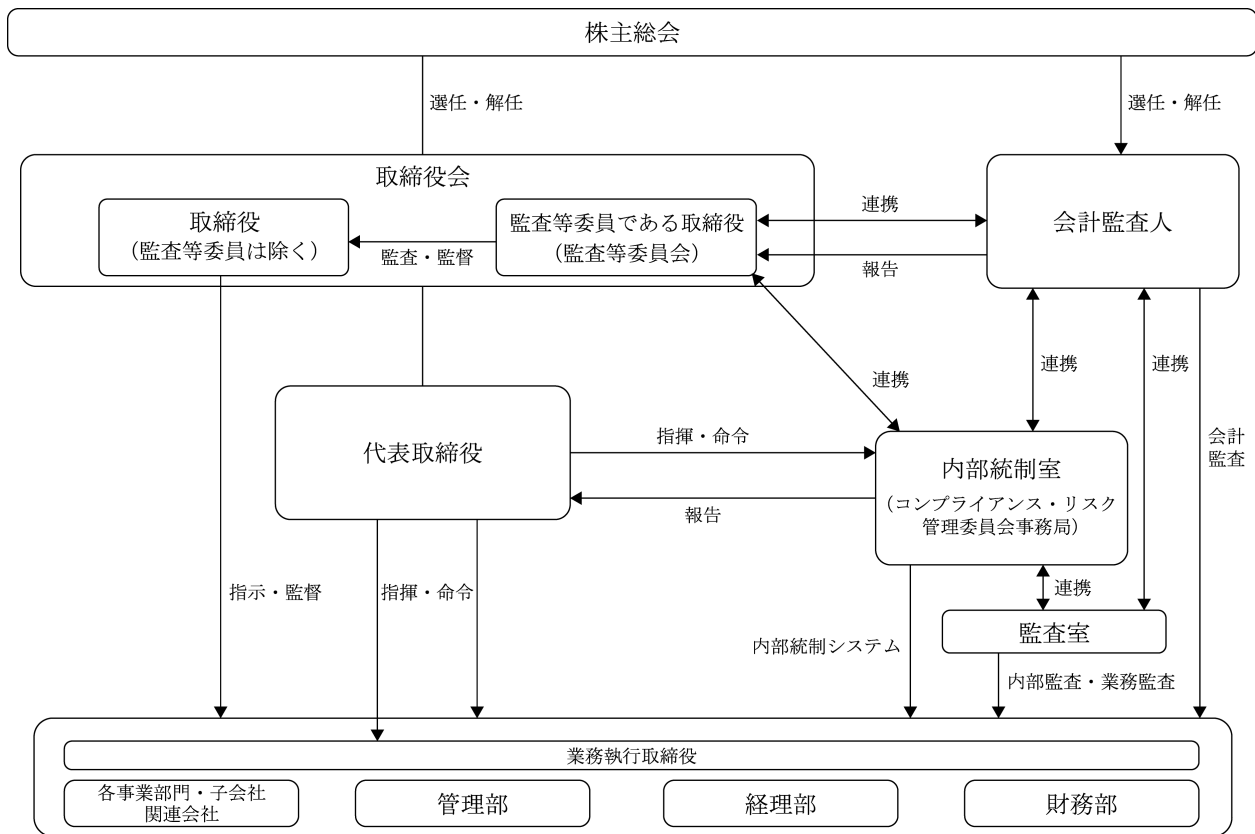 株主総会
選任・解任
選任・解任
取締役会
取締役
（監査等委員は除く）
監査・監督
監査等委員である取締役
（監査等委員会）
連携
報告
会計監査人
連携
連携
連携
代表取締役
指揮・命令
報告
内部統制室
（コンプライアンス・リスク
管理委員会事務局）
会計
監査
指示・監督
指揮・命令
連携
監査室
内部統制システム
内部監査・業務監査
業務執行取締役
各事業部門・子会社
関連会社
管理部
経理部
財務部